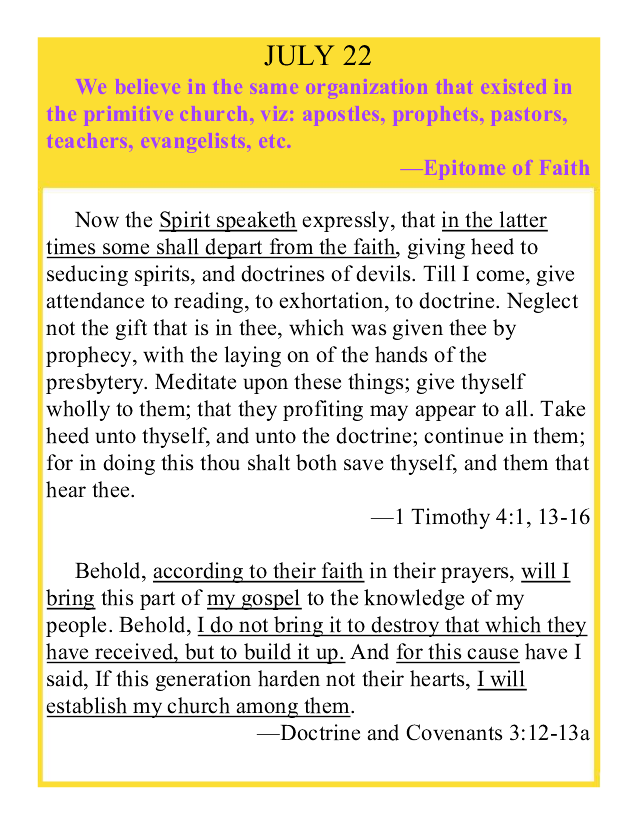 JULY 22
We believe in the same organization that existed in
the primitive church, viz: apostles, prophets, pastors,
teachers, evangelists, etc.
—Epitome of Faith
Now the Spirit speaketh expressly, that in the latter
times some shall depart from the faith, giving heed to
seducing spirits, and doctrines of devils. Till I come, give
attendance to reading, to exhortation, to doctrine. Neglect
not the gift that is in thee, which was given thee by
prophecy, with the laying on of the hands of the
presbytery. Meditate upon these things; give thyself
wholly to them; that they profiting may appear to all. Take
heed unto thyself, and unto the doctrine; continue in them;
for in doing this thou shalt both save thyself, and them that
hear thee.
—1 Timothy 4:1, 13-16
Behold, according to their faith in their prayers, will I
bring this part of my gospel to the knowledge of my
people. Behold, I do not bring it to destroy that which they
have received, but to build it up. And for this cause have I
said, If this generation harden not their hearts, I will
establish my church among them.
—Doctrine and Covenants 3:12-13a